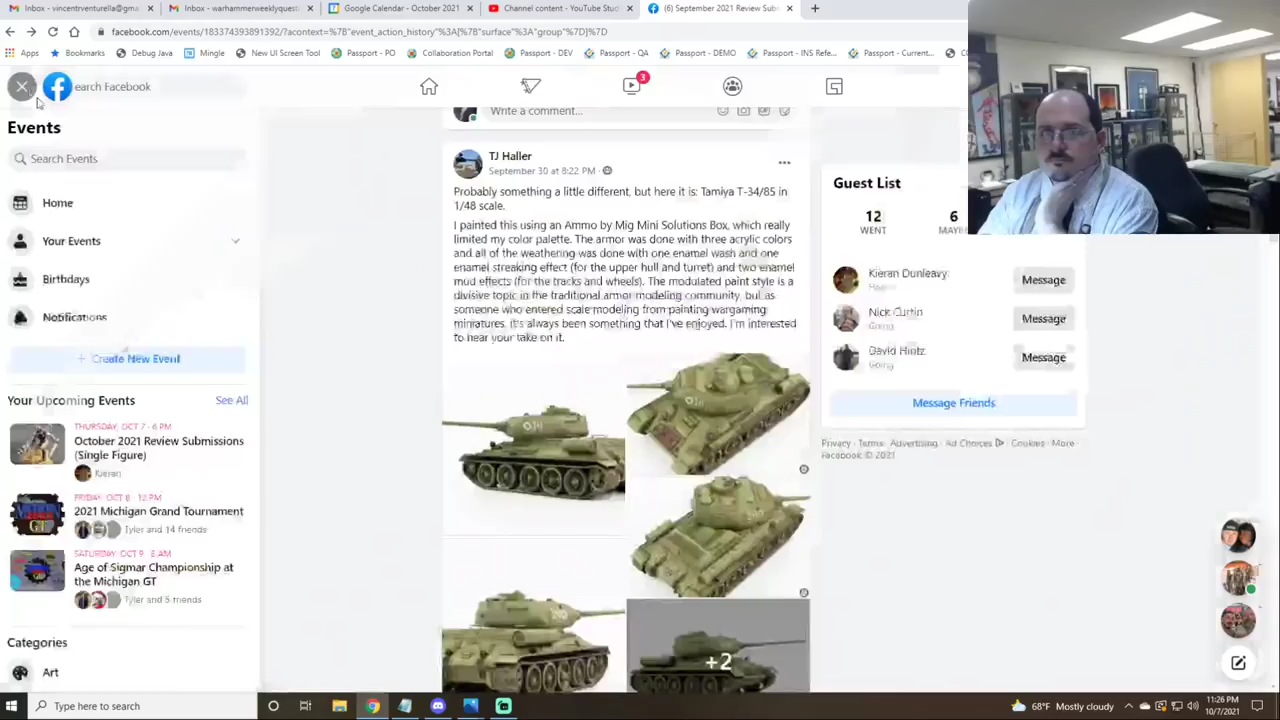 Inbox - vincentrventurella@gma
Inbox - warhammerweeklyquest
Google Calendar - October 2021
Channel content - YouTube Stud
(6) September 2021 Review Subm
facebook.com/events/183374393891392/?acontext=%7B"event_action_history"%3A[%7B"surface"%3A"group"%7D]%7D
Apps
Bookmarks
Debug Java
Mingle
New UI Screen Tool
Passport - PO
Collaboration Portal
Passport - DEV
Passport - QA
Passport - DEMO
Passport - INS Refe...
Passport - Current...
earch Facebook
3
Events
Search Events
Home
Your Events
Birthdays
Notifications
+ Create New Event
Your Upcoming Events
See All
THURSDAY, OCT 7 · 6 PM
October 2021 Review Submissions
(Single Figure)
Kieran
FRIDAY, OCT 8 · 12 PM
2021 Michigan Grand Tournament
Tyler and 14 friends
SATURDAY, OCT 9 · 8 AM
Age of Sigmar Championship at
the Michigan GT
Tyler and 5 friends
Categories
Art
Write a comment...
TJ Haller
September 30 at 8:22 PM ·
Probably something a little different, but here it is: Tamiya T-34/85 in
1/48 scale.
I painted this using an Ammo by Mig Mini Solutions Box, which really
limited my color palette. The armor was done with three acrylic colors
and all of the weathering was done with one enamel wash and one
enamel streaking effect (for the upper hull and turret) and two enamel
mud effects (for the tracks and wheels). The modulated paint style is a
divisive topic in the traditional armor modeling community, but as
someone who entered scale modeling from painting wargaming
miniatures, it's always been something that I've enjoyed. I'm interested
to hear your take on it.
+2
Guest List
12
WENT
6
MAYBE
Kieran Dunleavy
Message
Nick Curtin
Going
Message
David Hintz
Going
Message
Message Friends
Privacy · Terms · Advertising · Ad Choices · Cookies · More ·
Facebook © 2021
Type here to search
68°F Mostly cloudy
11:26 PM
10/7/2021